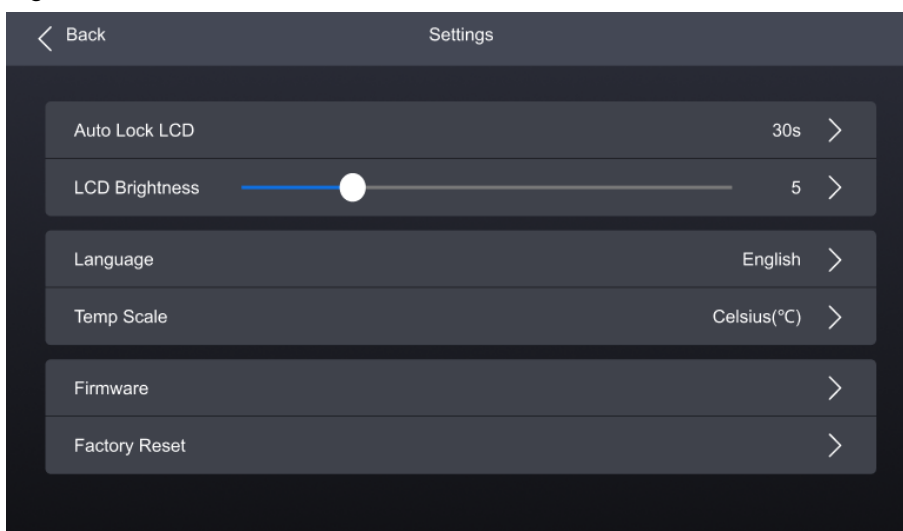 Back Settings
Auto Lock LCD 30s
LCD Brightness 5
Language English
Temp Scale Celsius(℃)
Firmware
Factory Reset